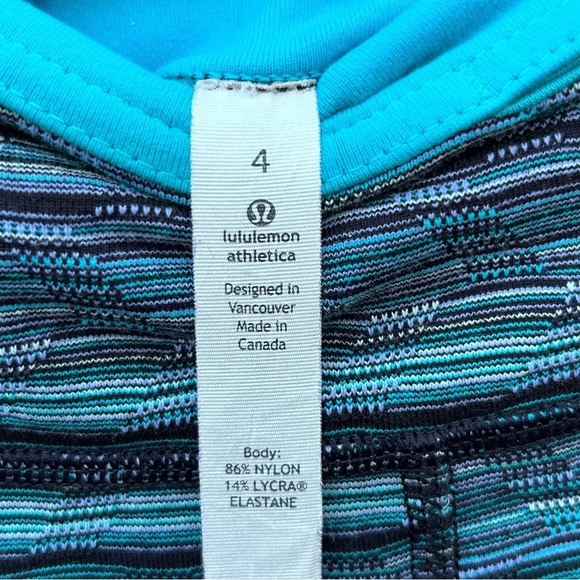 4
lululemon
athletica
Designed in
Vancouver
Made in
Canada
Body:
86% NYLON
14% LYCRA®
ELASTANE